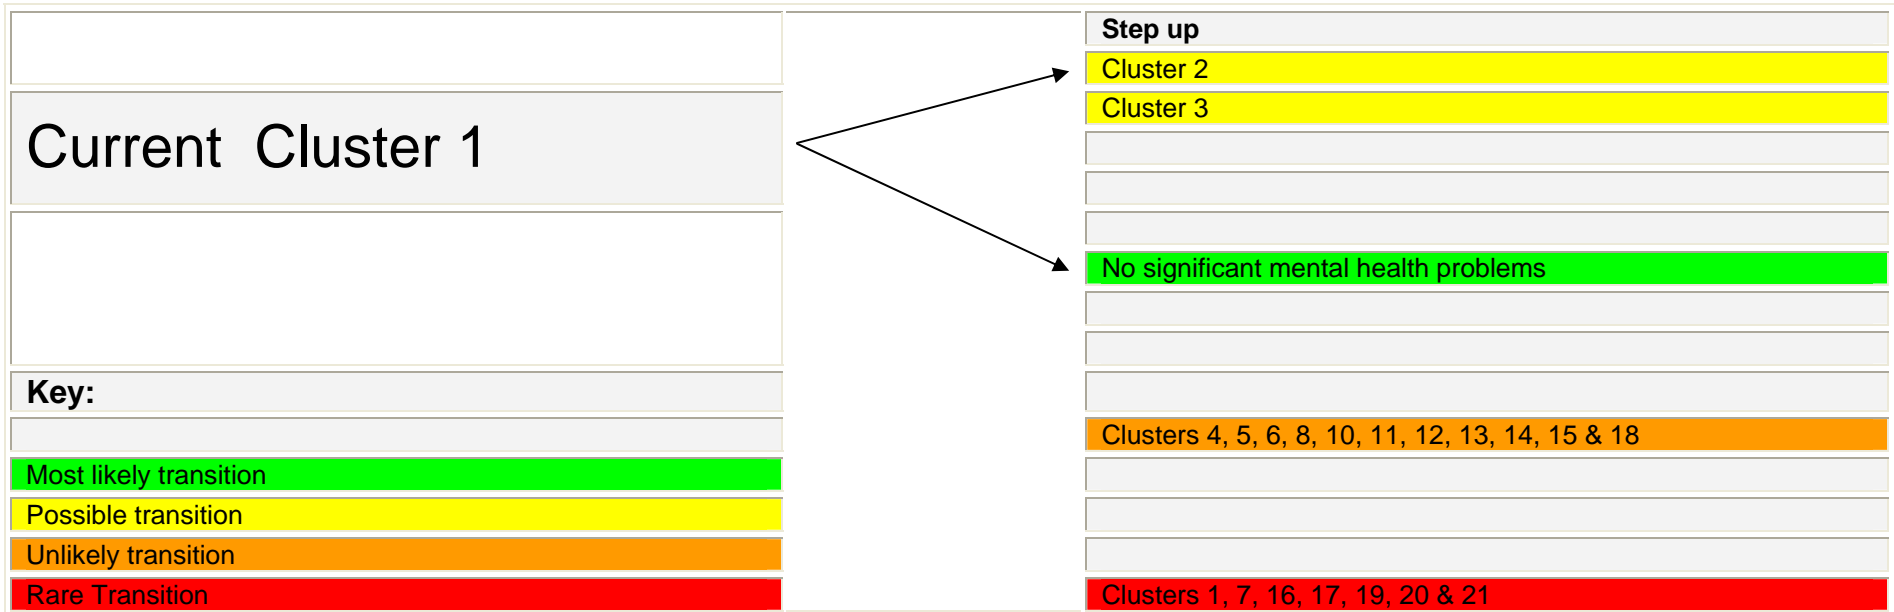 Step up
Cluster 2
Cluster 3
Current Cluster 1
No significant mental health problems
Key:
Clusters 4, 5, 6, 8, 10, 11, 12, 13, 14, 15 & 18
Most likely transition
Possible transition
Unlikely transition
Rare Transition
Clusters 1, 7, 16, 17, 19, 20 & 21